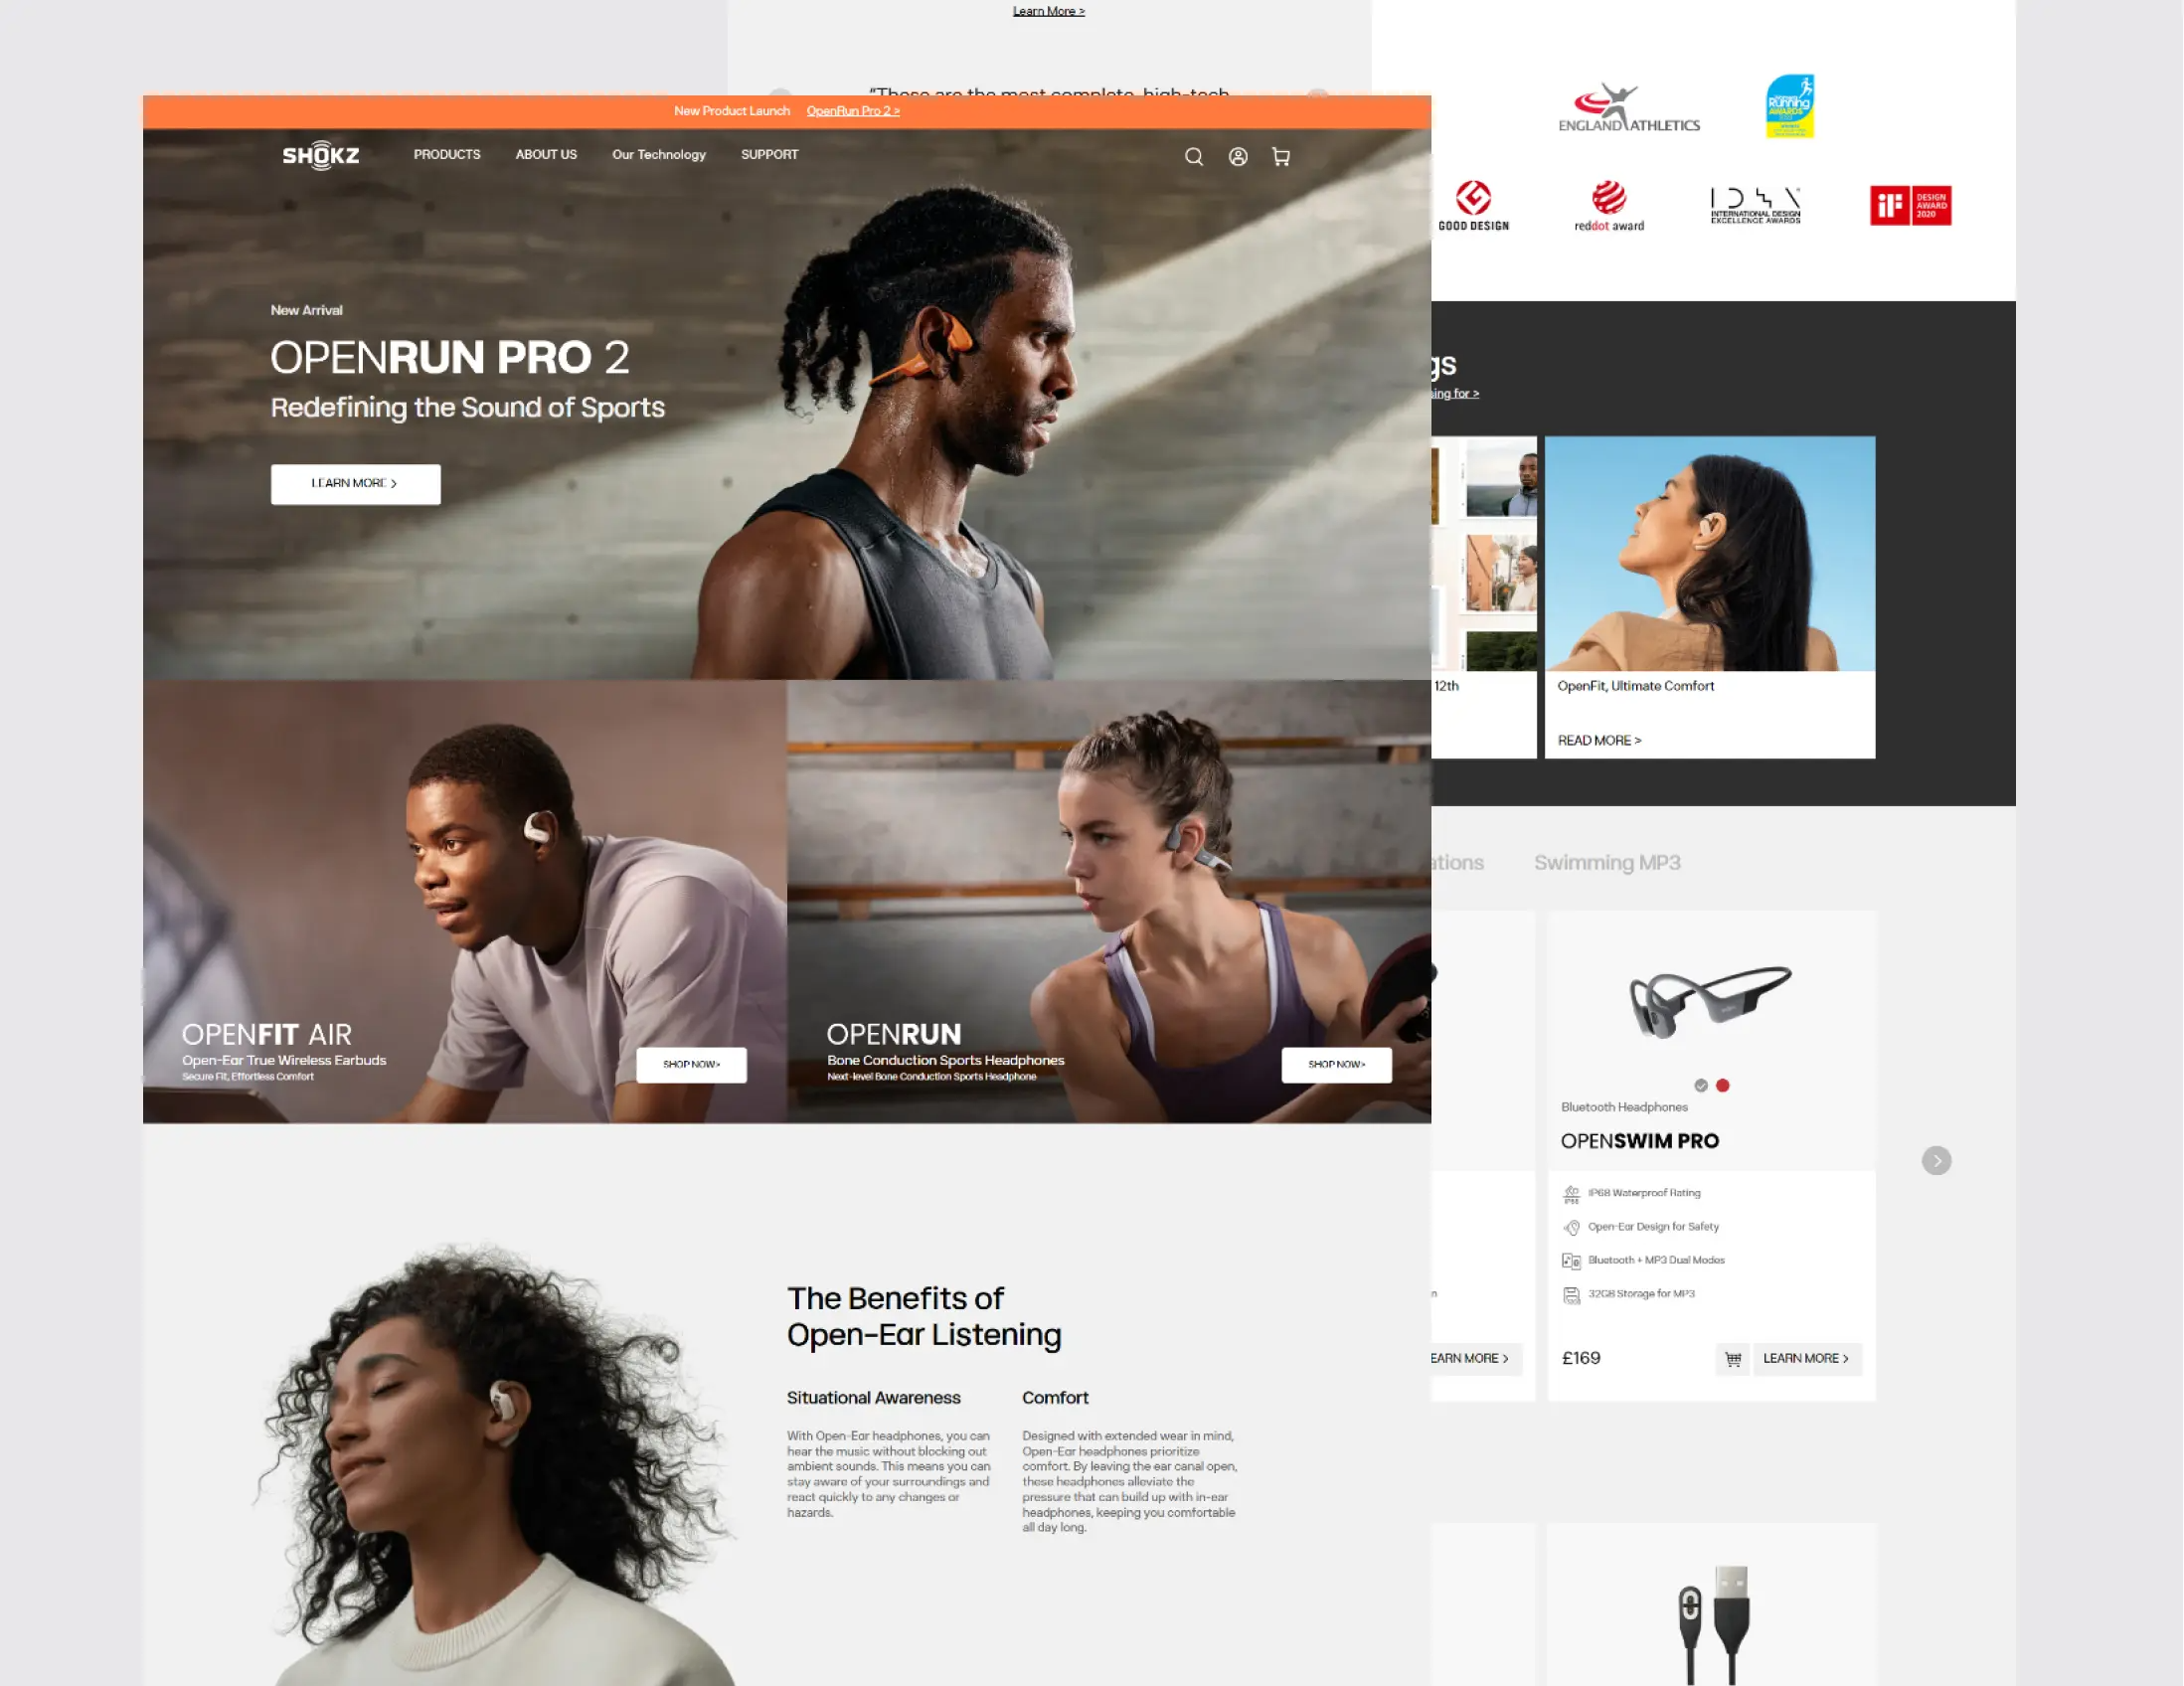 Learn More >
"These are the most complete, high-tech
New Product Launch OpenRun Pro 2 >
SHOKZ
PRODUCTS
ABOUT US
Our Technology
SUPPORT
New Arrival
OPENRUN PRO 2
Redefining the Sound of Sports
LEARN MORE >
OPENFIT AIR
Open-Ear True Wireless Earbuds
Secure Fit, Effortless Comfort
SHOP NOW>
OPENRUN
Bone Conduction Sports Headphones
Next-level Bone Conduction Sports Headphone
SHOP NOW>
The Benefits of
Open-Ear Listening
Situational Awareness
With Open-Ear headphones, you can
hear the music without blocking out
ambient sounds. This means you can
stay aware of your surroundings and
react quickly to any changes or
hazards.
Comfort
Designed with extended wear in mind,
Open-Ear headphones prioritize
comfort. By leaving the ear canal open,
these headphones alleviate the
pressure that can build up with in-ear
headphones, keeping you comfortable
all day long.
ENGLAND ATHLETICS
Running
AWARDS
GOOD DESIGN
reddot award
INTERNATIONAL DESIGN
EXCELLENCE AWARDS
iF
DESIGN
AWARD
2020
gs
ing for >
12th
OpenFit, Ultimate Comfort
READ MORE >
ations
Swimming MP3
Bluetooth Headphones
OPENSWIM PRO
IP68 Waterproof Rating
Open-Ear Design for Safety
Bluetooth + MP3 Dual Modes
32GB Storage for MP3
n
EARN MORE >
£169
LEARN MORE >